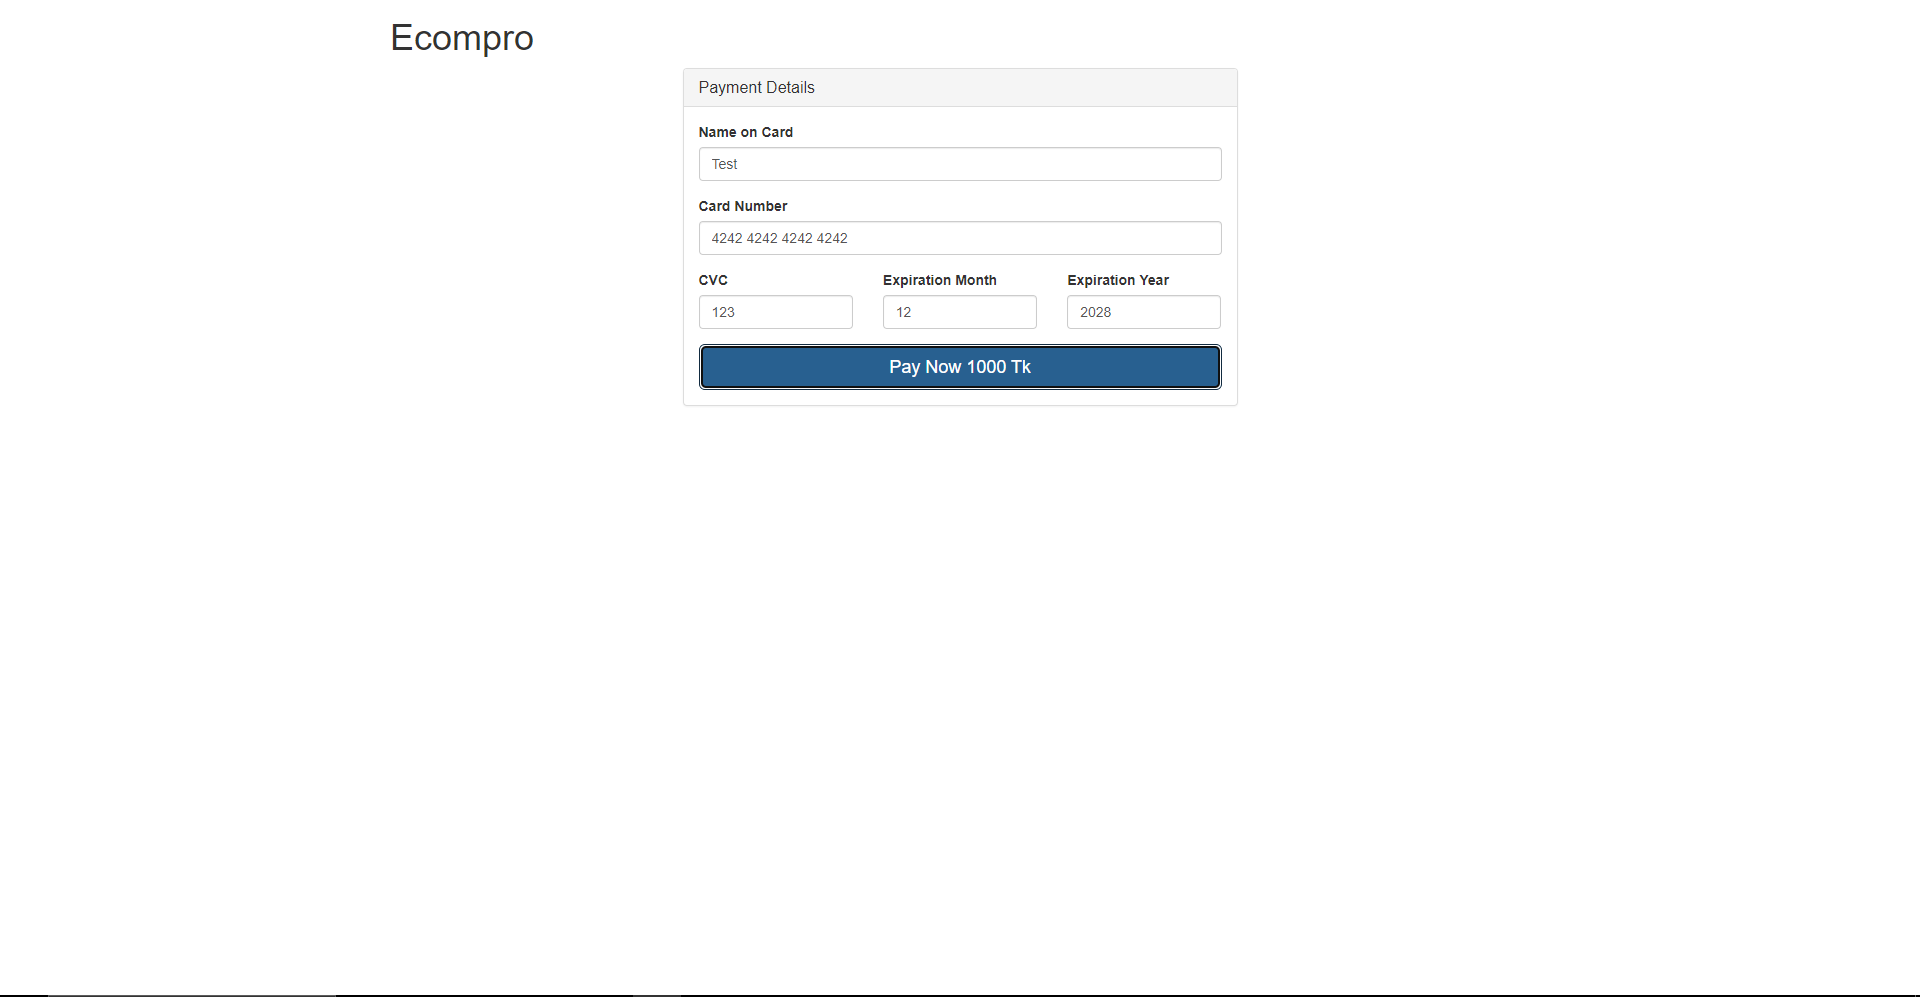 Ecompro
Payment Details
Name on Card
Test
Card Number
4242 4242 4242 4242
CVC Expiration Month Expiration Year
123 12 2028
Pay Now 1000 Tk